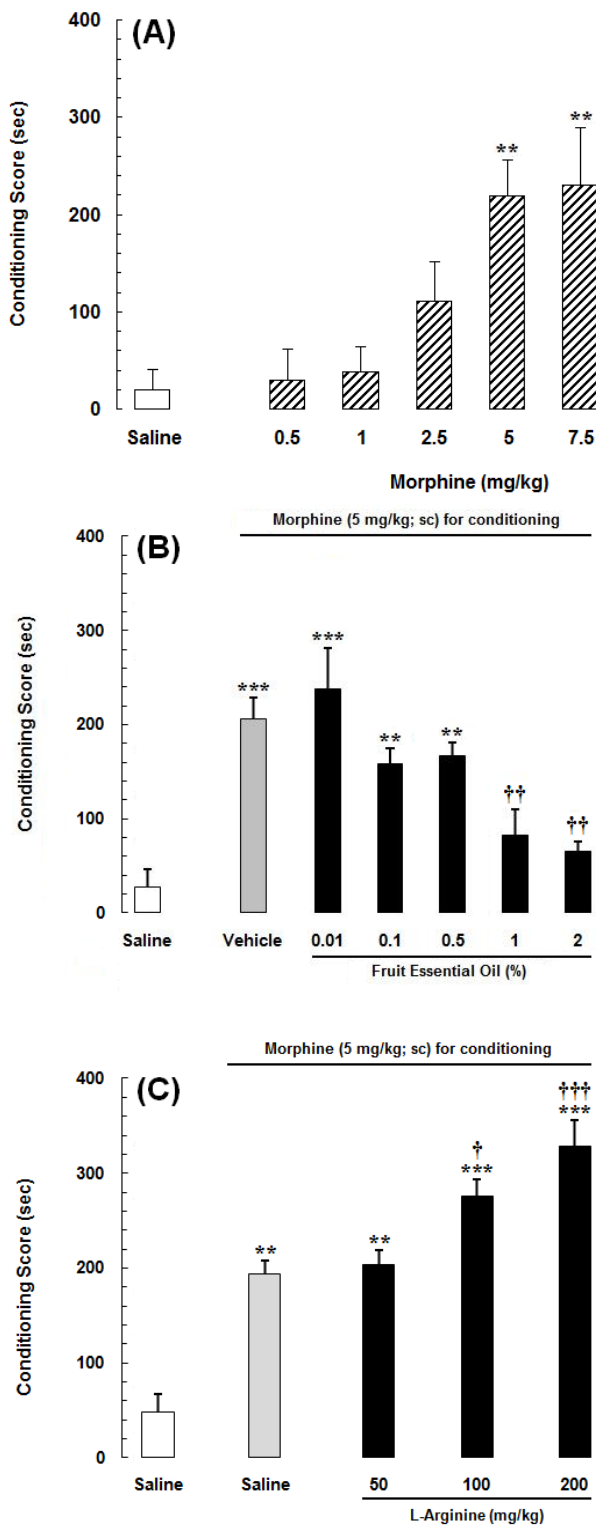 (A)
Conditioning Score (sec)
400
300
200
100
0
**
**
Saline
0.5
1
2.5
5
7.5
Morphine (mg/kg)
Morphine (5 mg/kg; sc) for conditioning
(B)
Conditioning Score (sec)
400
300
200
100
0
***
***
**
**
††
††
Saline
Vehicle
0.01
0.1
0.5
1
2
Fruit Essential Oil (%)
Morphine (5 mg/kg; sc) for conditioning
(C)
Conditioning Score (sec)
400
300
200
100
0
**
**
†
***
†††
***
Saline
Saline
50
100
200
L-Arginine (mg/kg)